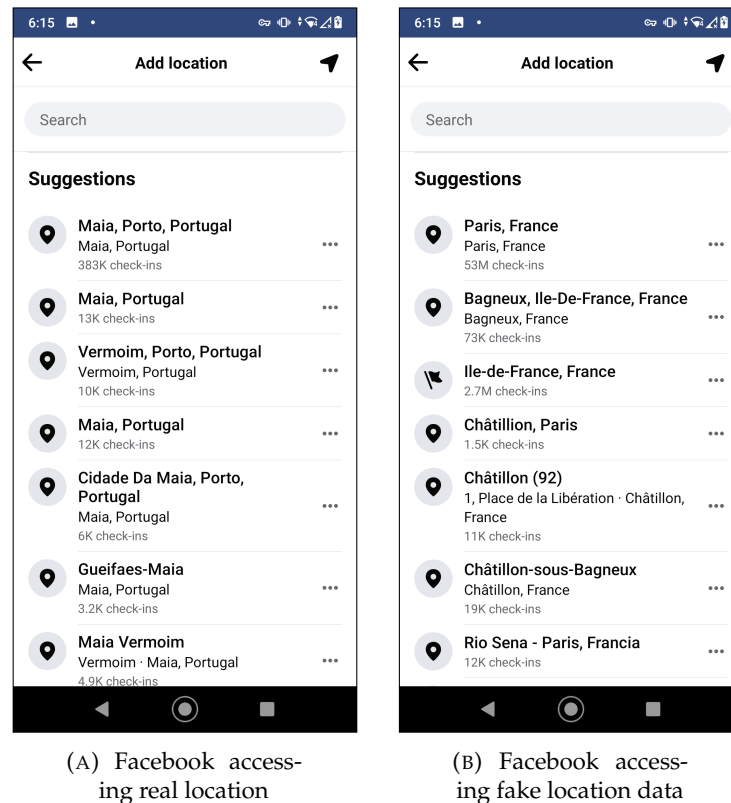 6:15
Add location
Search
Suggestions
Maia, Porto, Portugal
Maia, Portugal
383K check-ins
Maia, Portugal
13K check-ins
Vermoim, Porto, Portugal
Vermoim, Portugal
10K check-ins
Maia, Portugal
12K check-ins
Cidade Da Maia, Porto,
Portugal
Maia, Portugal
6K check-ins
Gueifaes-Maia
Maia, Portugal
3.2K check-ins
Maia Vermoim
Vermoim · Maia, Portugal
4.9K check-ins
(A) Facebook access-
ing real location
6:15
Add location
Search
Suggestions
Paris, France
Paris, France
53M check-ins
Bagneux, Ile-De-France, France
Bagneux, France
73K check-ins
Ile-de-France, France
2.7M check-ins
Châtillion, Paris
1.5K check-ins
Châtillon (92)
1, Place de la Libération · Châtillon,
France
11K check-ins
Châtillon-sous-Bagneux
Châtillon, France
19K check-ins
Rio Sena - Paris, Francia
12K check-ins
(B) Facebook access-
ing fake location data